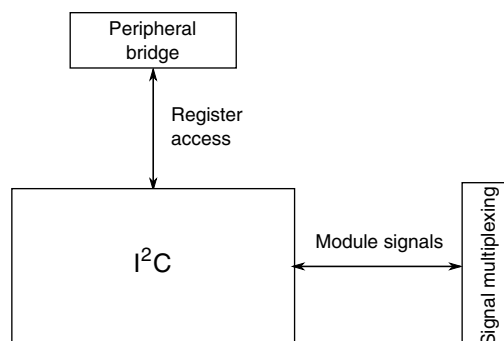 Peripheral
bridge
Register
access
I²C
Module signals
Signal multiplexing